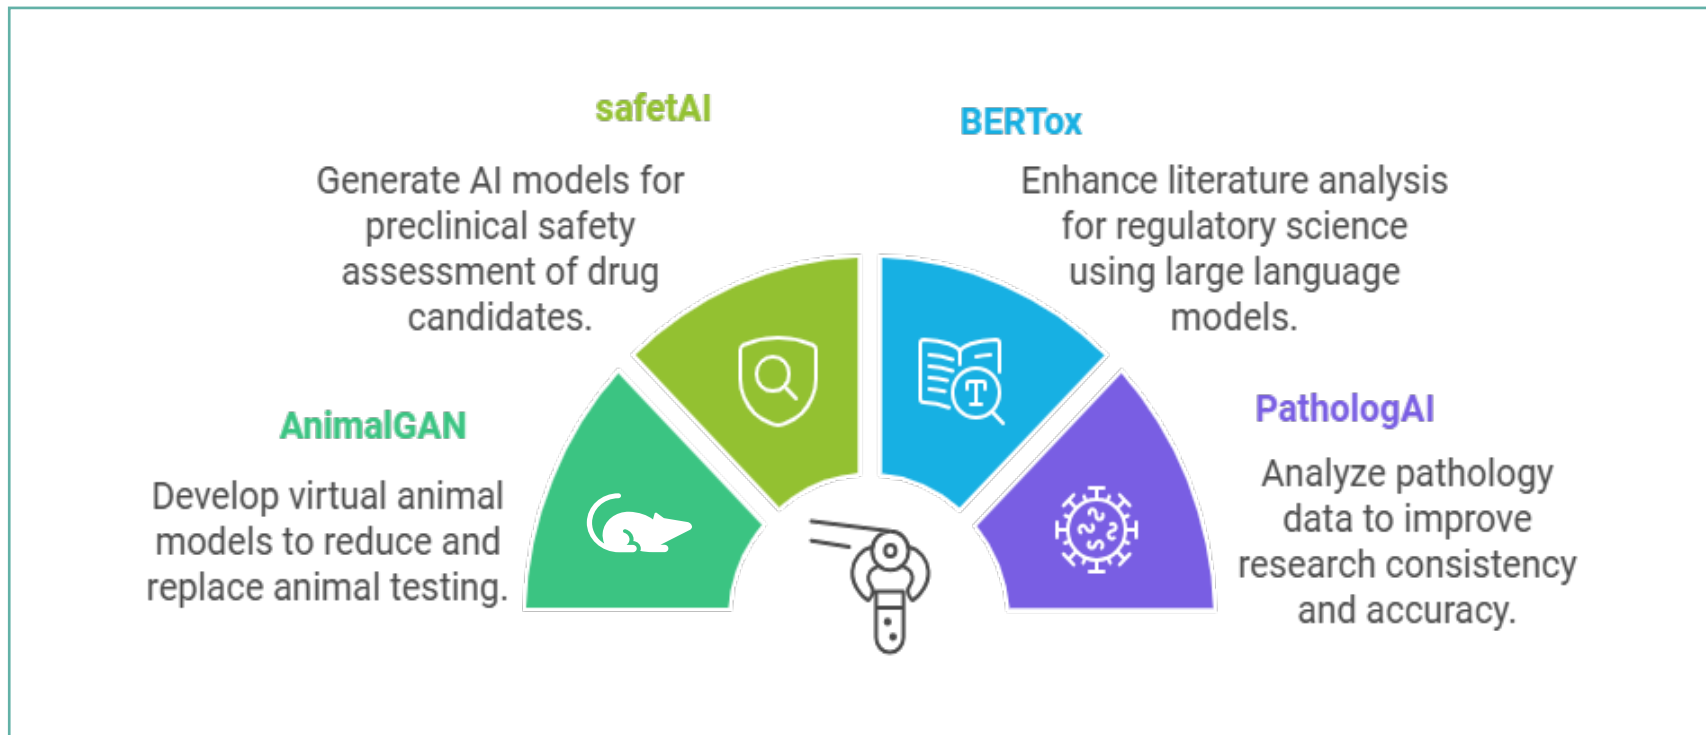 safetAI
Generate AI models for
preclinical safety
assessment of drug
candidates.
BERTox
Enhance literature analysis
for regulatory science
using large language
models.
AnimalGAN
Develop virtual animal
models to reduce and
replace animal testing.
PathologAI
Analyze pathology
data to improve
research consistency
and accuracy.
T